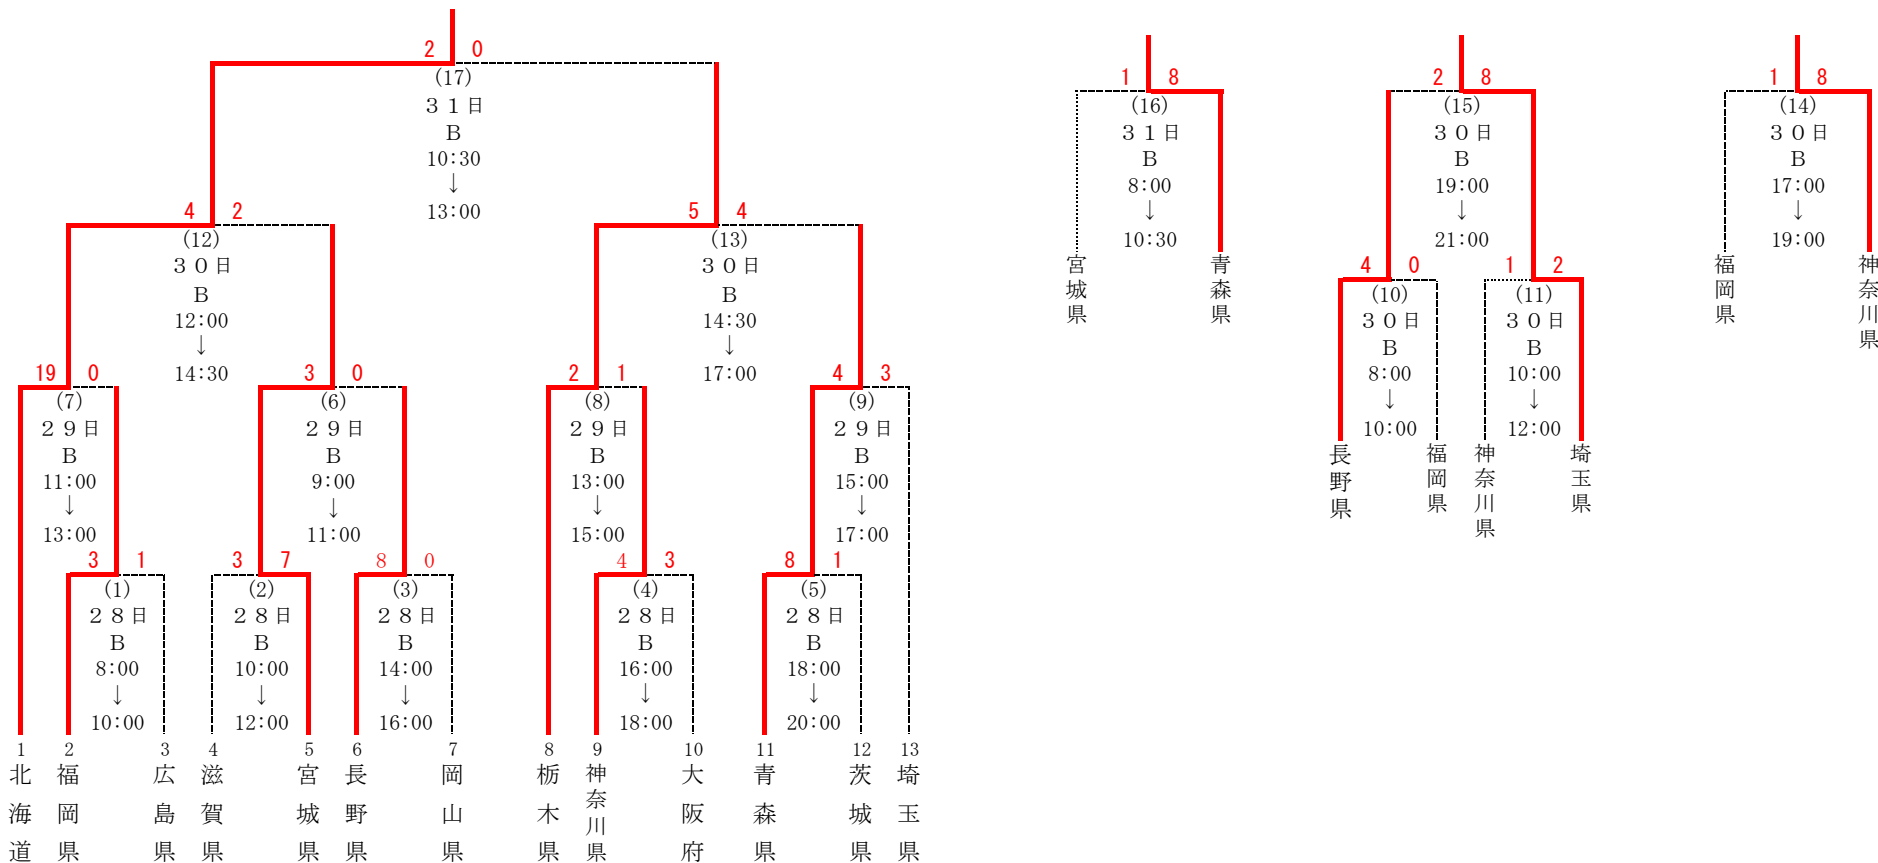 2 0
(17)
３１日
B
10:30
↓
13:00
4 2
(12)
３０日
B
12:00
↓
14:30
5 4
(13)
３０日
B
14:30
↓
17:00
19 0
(7)
２９日
B
11:00
↓
13:00
3 0
(6)
２９日
B
9:00
↓
11:00
2 1
(8)
２９日
B
13:00
↓
15:00
4 3
(9)
２９日
B
15:00
↓
17:00
3 1
(1)
２８日
B
8:00
↓
10:00
3 7
(2)
２８日
B
10:00
↓
12:00
8 0
(3)
２８日
B
14:00
↓
16:00
4 3
(4)
２８日
B
16:00
↓
18:00
8 1
(5)
２８日
B
18:00
↓
20:00
1
北海道
2
福岡県
3
広島県
4
滋賀県
5
宮城県
6
長野県
7
岡山県
8
栃木県
9
神奈川県
10
大阪府
11
青森県
12
茨城県
13
埼玉県
1 8
(16)
３１日
B
8:00
↓
10:30
宮城県
青森県
2 8
(15)
３０日
B
19:00
↓
21:00
4 0
(10)
３０日
B
8:00
↓
10:00
1 2
(11)
３０日
B
10:00
↓
12:00
長野県
福岡県
神奈川県
埼玉県
1 8
(14)
３０日
B
17:00
↓
19:00
福岡県
神奈川県